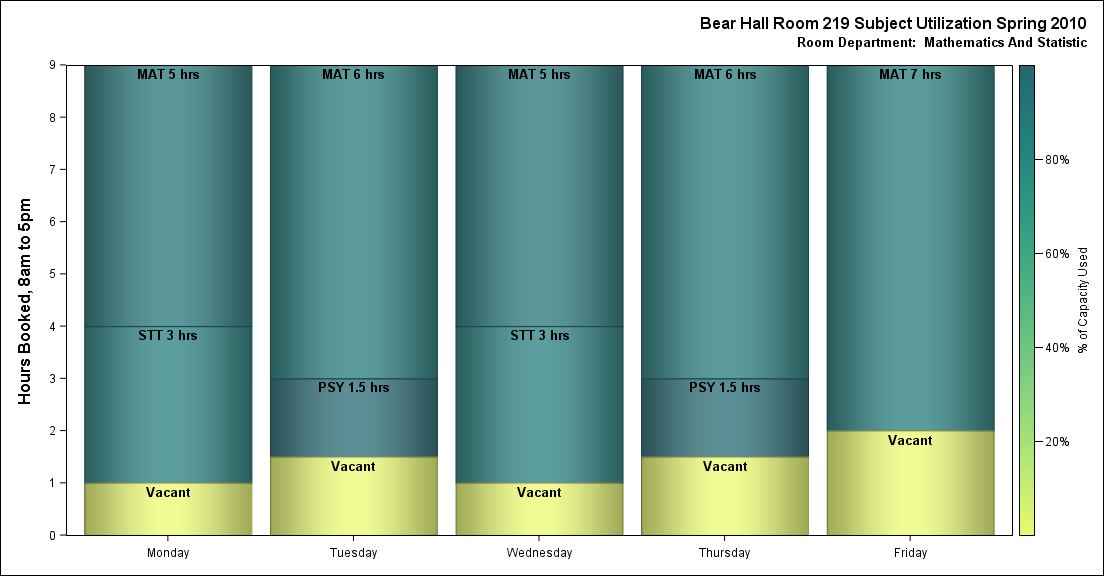 Bear Hall Room 219 Subject Utilization Spring 2010
Room Department:  Mathematics And Statistic
Hours Booked, 8am to 5pm
9
8
7
6
5
4
3
2
1
0
MAT 5 hrs
STT 3 hrs
Vacant
MAT 6 hrs
PSY 1.5 hrs
Vacant
MAT 5 hrs
STT 3 hrs
Vacant
MAT 6 hrs
PSY 1.5 hrs
Vacant
MAT 7 hrs
Vacant
Monday
Tuesday
Wednesday
Thursday
Friday
80%
60%
40%
20%
% of Capacity Used